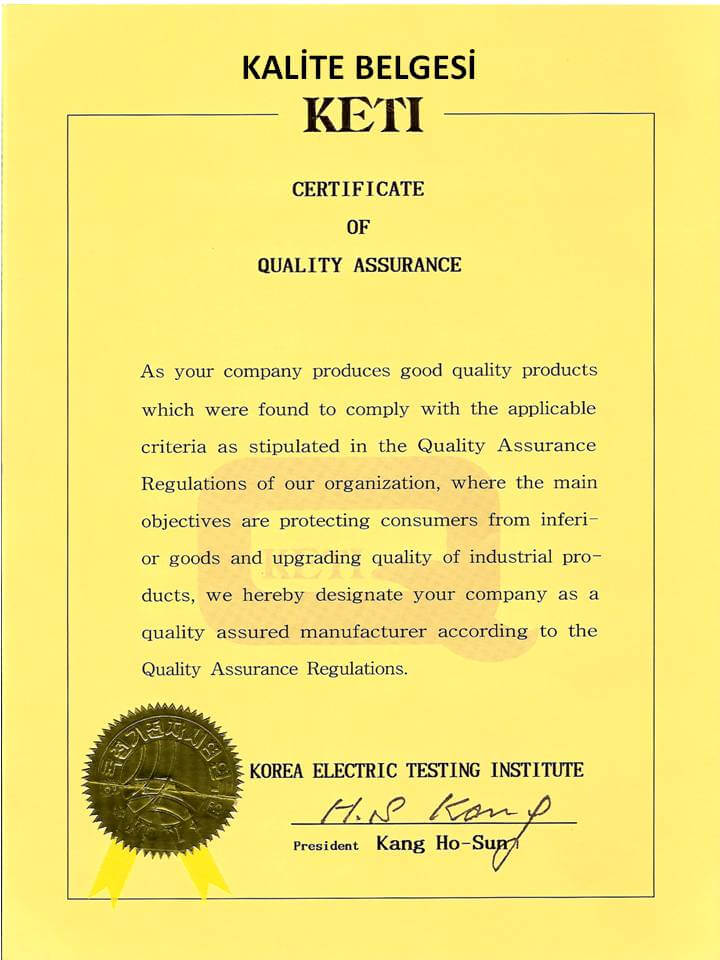 KALİTE BELGESİ
KETI
CERTIFICATE
OF
QUALITY ASSURANCE
As your company produces good quality products
which were found to comply with the applicable
criteria as stipulated in the Quality Assurance
Regulations of our organization, where the main
objectives are protecting consumers from inferi-
or goods and upgrading quality of industrial pro-
ducts, we hereby designate your company as a
quality assured manufacturer according to the
Quality Assurance Regulations.
KETI
KOREA ELECTRIC TESTING INSTITUTE
H.S Kang
President Kang Ho-Sun